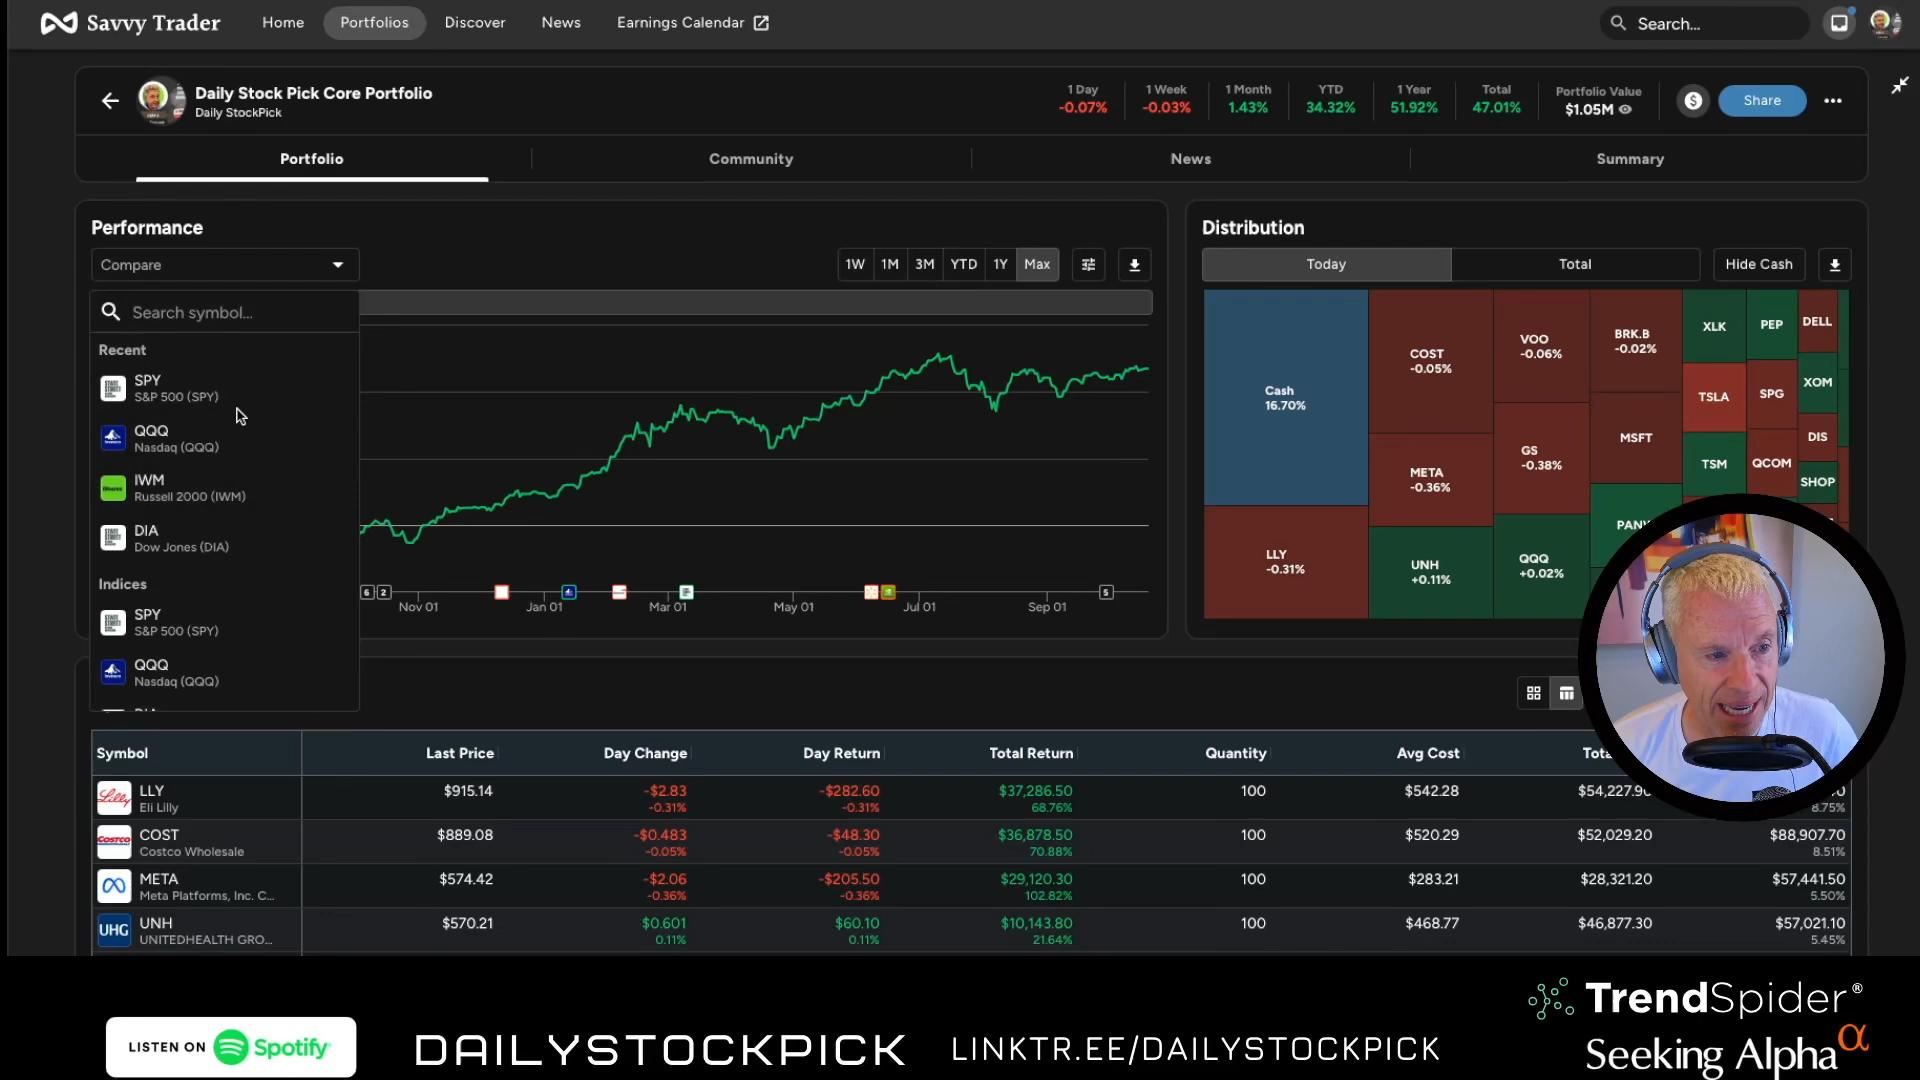 Savvy Trader
Home
Portfolios
Discover
News
Earnings Calendar
Search...
Daily Stock Pick Core Portfolio
Daily StockPick
1 Day
-0.07%
1 Week
-0.03%
1 Month
1.43%
YTD
34.32%
1 Year
51.92%
Total
47.01%
Portfolio Value
$1.05M
Share
Portfolio
Community
News
Summary
Performance
Compare
1W
1M
3M
YTD
1Y
Max
Search symbol...
Recent
SPY
S&P 500 (SPY)
QQQ
Nasdaq (QQQ)
IWM
Russell 2000 (IWM)
DIA
Dow Jones (DIA)
Indices
SPY
S&P 500 (SPY)
QQQ
Nasdaq (QQQ)
6
2
5
Nov 01
Jan 01
Mar 01
May 01
Jul 01
Sep 01
Distribution
Today
Total
Hide Cash
Cash
16.70%
LLY
-0.31%
COST
-0.05%
META
-0.36%
UNH
+0.11%
VOO
-0.06%
GS
-0.38%
QQQ
+0.02%
BRK.B
-0.02%
MSFT
PANW
XLK
TSLA
TSM
PEP
SPG
QCOM
DELL
XOM
DIS
SHOP
Symbol
Last Price
Day Change
Day Return
Total Return
Quantity
Avg Cost
LLY
Eli Lilly
Lilly
$915.14
-$2.83
-0.31%
-$282.60
-0.31%
$37,286.50
68.76%
100
$542.28
8.75%
COST
Costco Wholesale
$889.08
-$0.483
-0.05%
-$48.30
-0.05%
$36,878.50
70.88%
100
$520.29
$52,029.20
$88,907.70
8.51%
META
Meta Platforms, Inc. C...
$574.42
-$2.06
-0.36%
-$205.50
-0.36%
$29,120.30
102.82%
100
$283.21
$28,321.20
$57,441.50
5.50%
UHG
UNH
UNITEDHEALTH GRO...
$570.21
$0.601
0.11%
$60.10
0.11%
$10,143.80
21.64%
100
$468.77
$46,877.30
$57,021.10
5.45%
LISTEN ON Spotify
DAILYSTOCKPICK
LINKTR.EE/DAILYSTOCKPICK
TrendSpider®
Seeking Alpha α